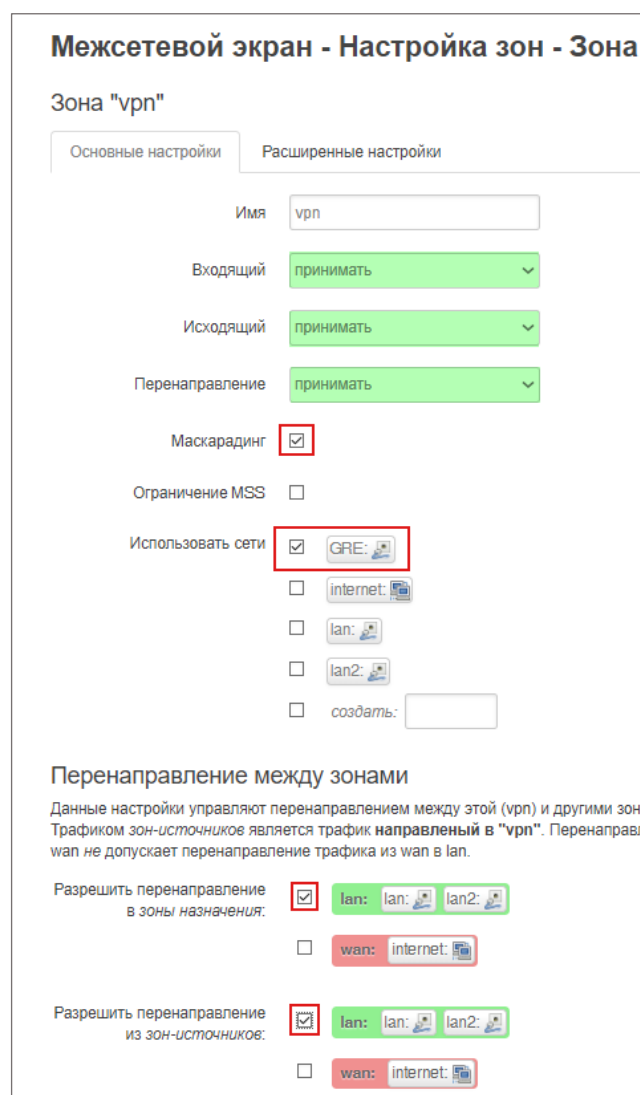 Межсетевой экран - Настройка зон - Зона
Зона "vpn"
Основные настройки Расширенные настройки
Имя vpn
Входящий принимать
Исходящий принимать
Перенаправление принимать
Маскарадинг
Ограничение MSS
Использовать сети GRE:
internet:
lan:
lan2:
создать:
Перенаправление между зонами
Данные настройки управляют перенаправлением между этой (vpn) и другими зон
Трафиком зон-источников является трафик направленый в "vpn". Перенаправл
wan не допускает перенаправление трафика из wan в lan.
Разрешить перенаправление
в зоны назначения:
lan: lan: lan2:
wan: internet:
Разрешить перенаправление
из зон-источников:
lan: lan: lan2:
wan: internet: